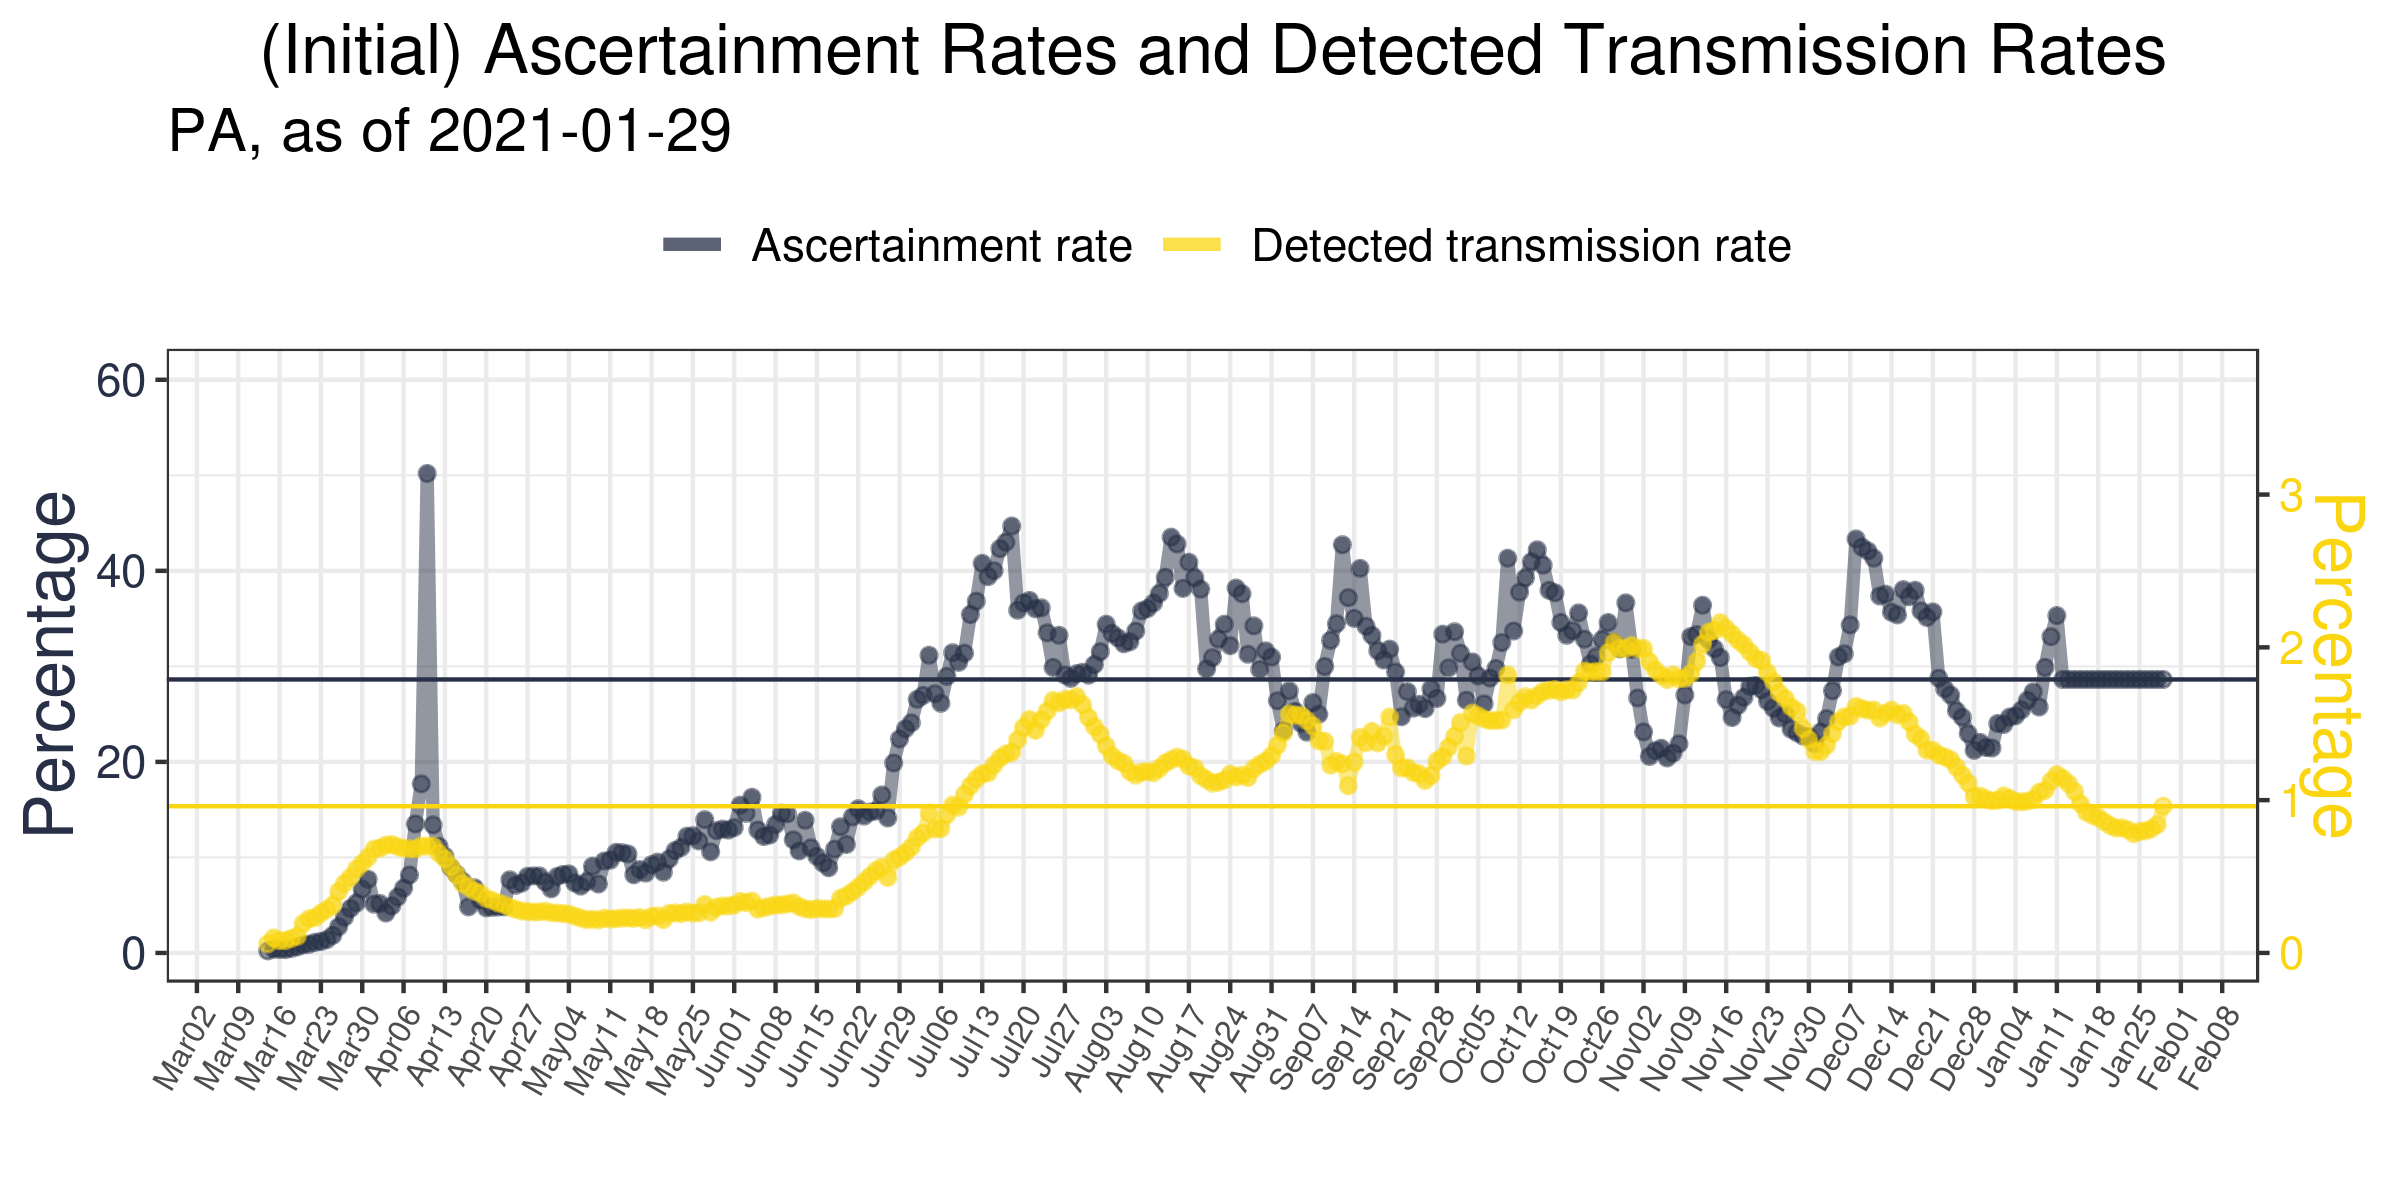 (Initial) Ascertainment Rates and Detected Transmission Rates
PA, as of 2021-01-29
Ascertainment rate
Detected transmission rate
Percentage
60
40
20
0
3
2
1
0
Percentage
Mar02
Mar09
Mar16
Mar23
Mar30
Apr06
Apr13
Apr20
Apr27
May04
May11
May18
May25
Jun01
Jun08
Jun15
Jun22
Jun29
Jul06
Jul13
Jul20
Jul27
Aug03
Aug10
Aug17
Aug24
Aug31
Sep07
Sep14
Sep21
Sep28
Oct05
Oct12
Oct19
Oct26
Nov02
Nov09
Nov16
Nov23
Nov30
Dec07
Dec14
Dec21
Dec28
Jan04
Jan11
Jan18
Jan25
Feb01
Feb08